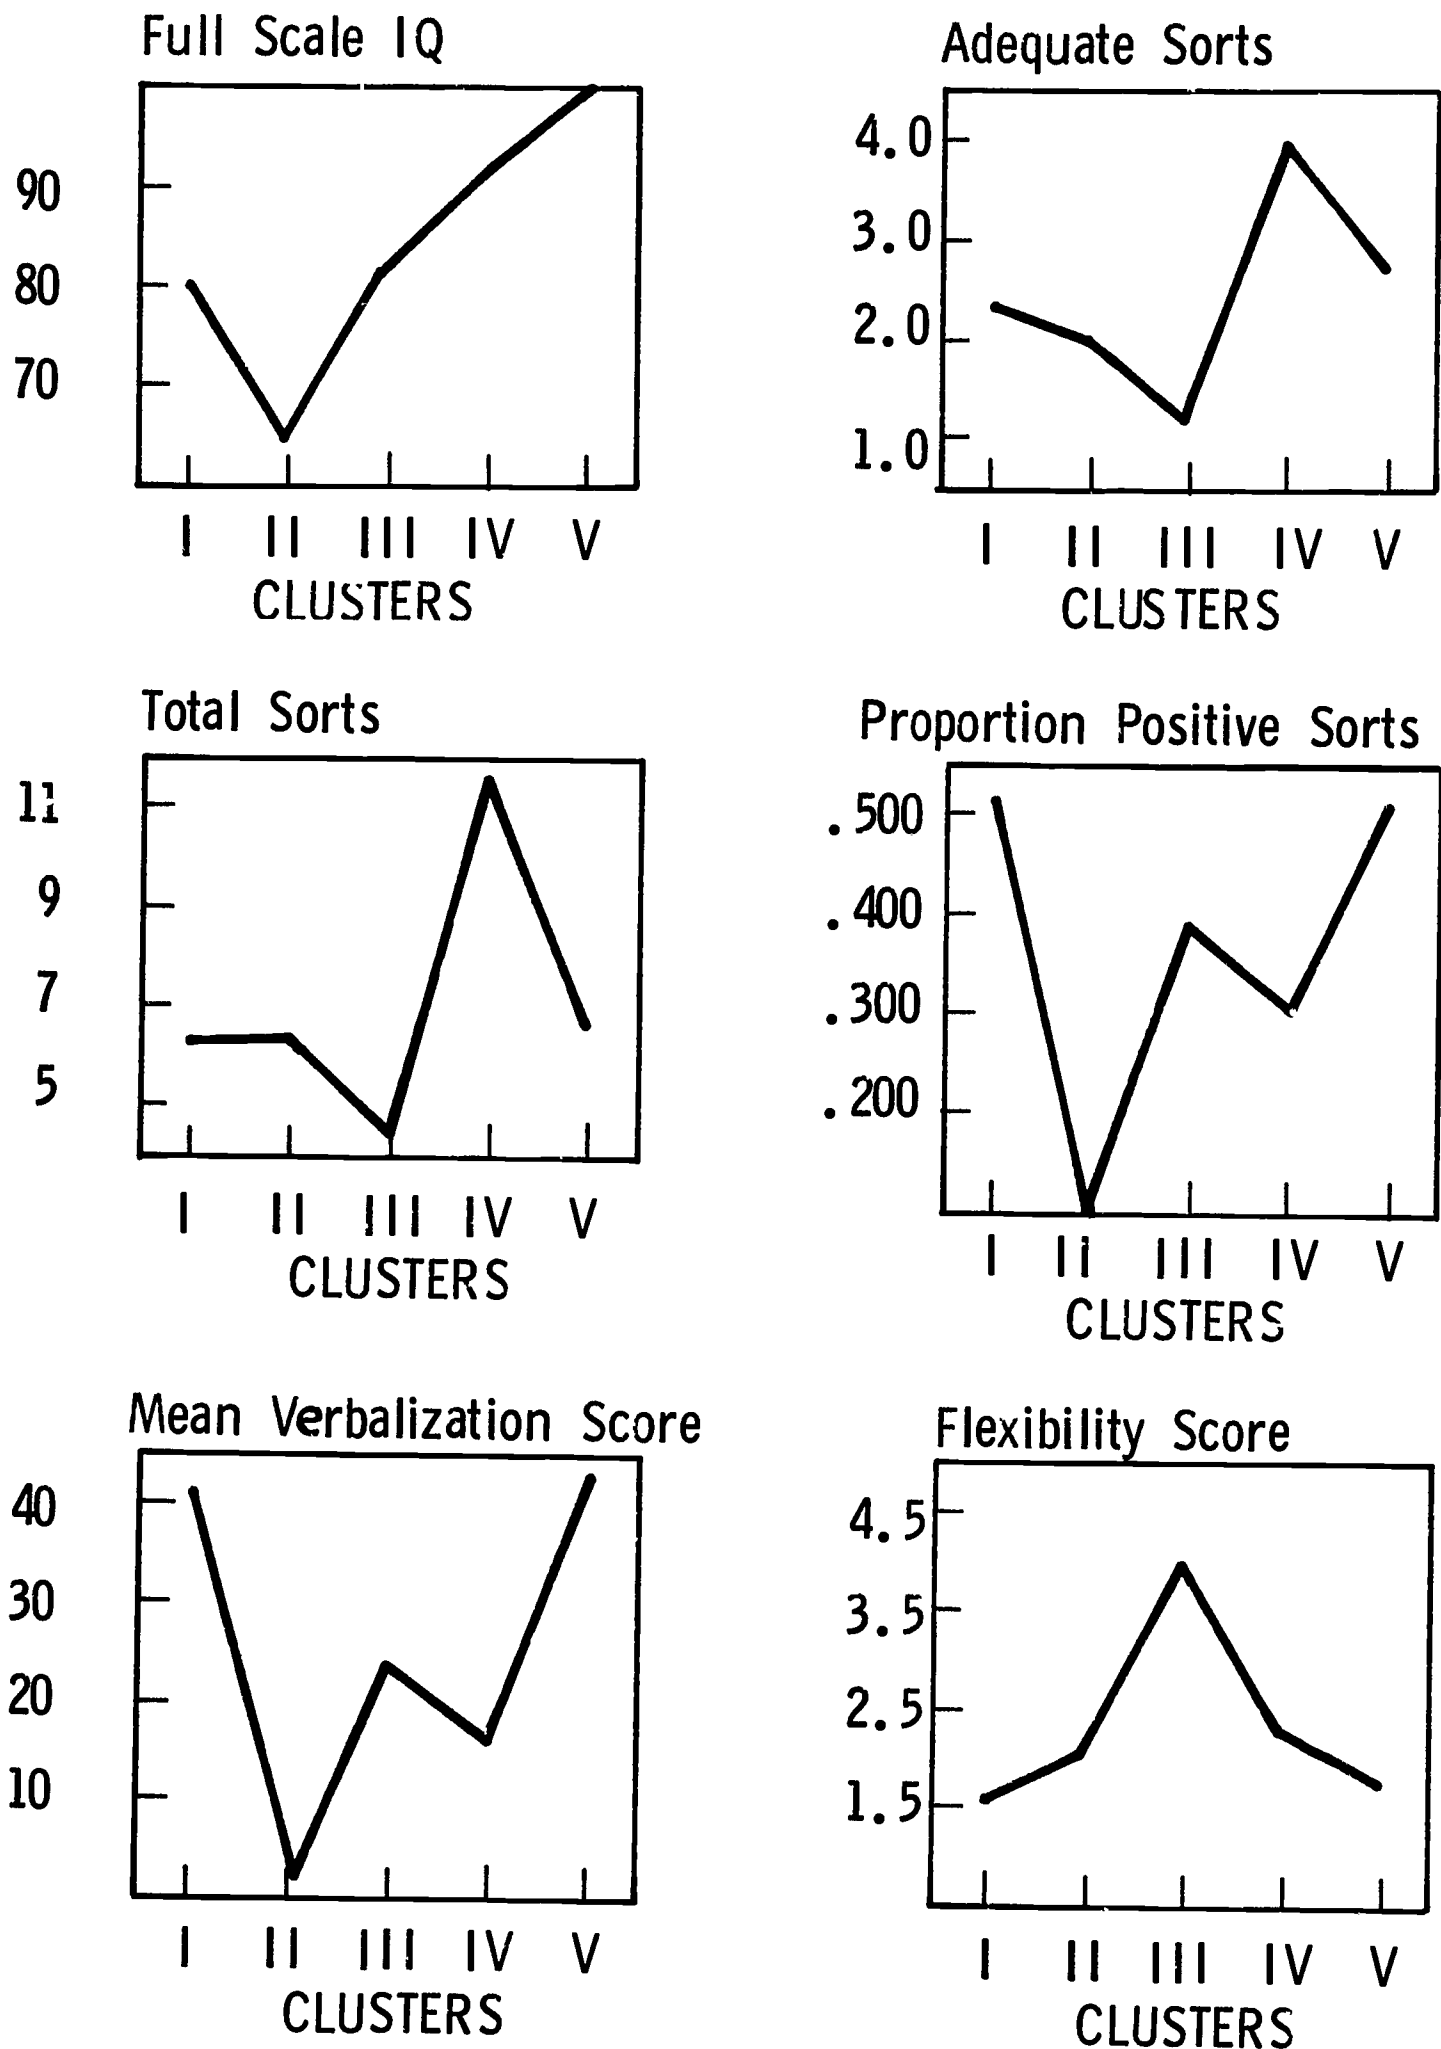 Full Scale IQ
90
80
70
I II III IV V
CLUSTERS
Adequate Sorts
4.0
3.0
2.0
1.0
I II III IV V
CLUSTERS
Total Sorts
11
9
7
5
I II III IV V
CLUSTERS
Proportion Positive Sorts
.500
.400
.300
.200
I II III IV V
CLUSTERS
Mean Verbalization Score
40
30
20
10
I II III IV V
CLUSTERS
Flexibility Score
4.5
3.5
2.5
1.5
I II III IV V
CLUSTERS